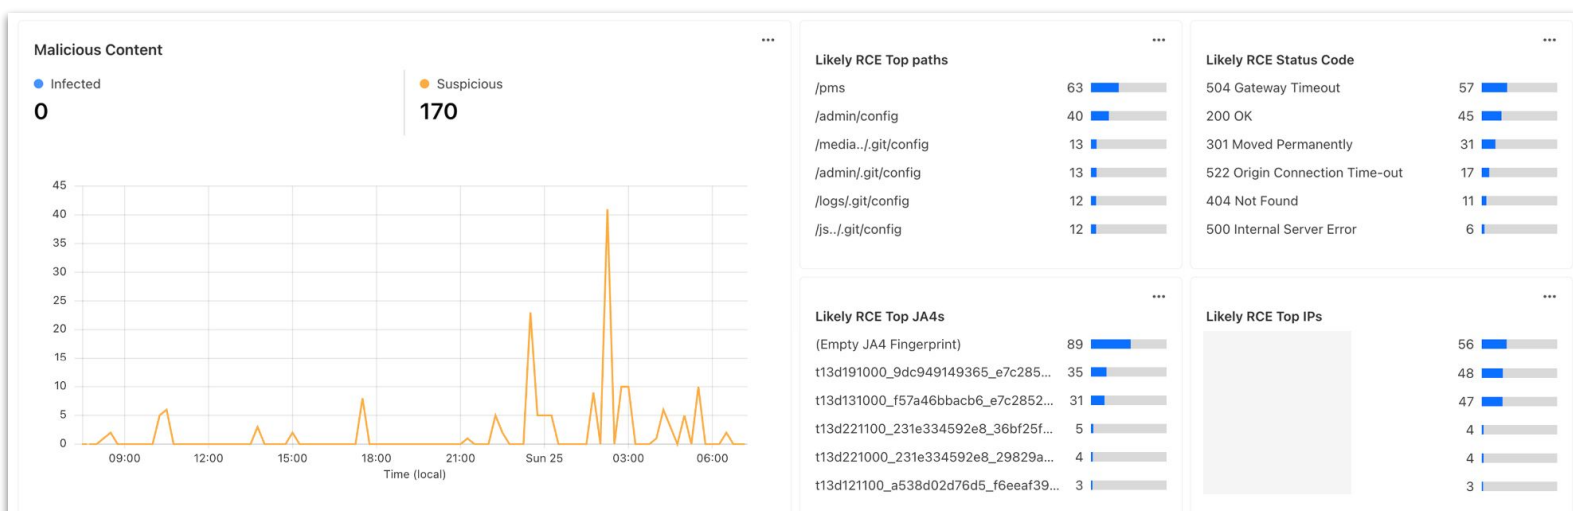 Malicious Content
Infected
0
Suspicious
170
45
40
35
30
25
20
15
10
5
0
09:00 12:00 15:00 18:00 21:00 Sun 25 03:00 06:00
Time (local)
Likely RCE Top paths
/pms 63
/admin/config 40
/media../.git/config 13
/admin/.git/config 13
/logs/.git/config 12
/js../.git/config 12
Likely RCE Status Code
504 Gateway Timeout 57
200 OK 45
301 Moved Permanently 31
522 Origin Connection Time-out 17
404 Not Found 11
500 Internal Server Error 6
Likely RCE Top JA4s
(Empty JA4 Fingerprint) 89
t13d191000_9dc949149365_e7c285... 35
t13d131000_f57a46bbacb6_e7c2852... 31
t13d221100_231e334592e8_36bf25f... 5
t13d221000_231e334592e8_29829a... 4
t13d121100_a538d02d76d5_f6eeaf39... 3
Likely RCE Top IPs
56
48
47
4
4
3